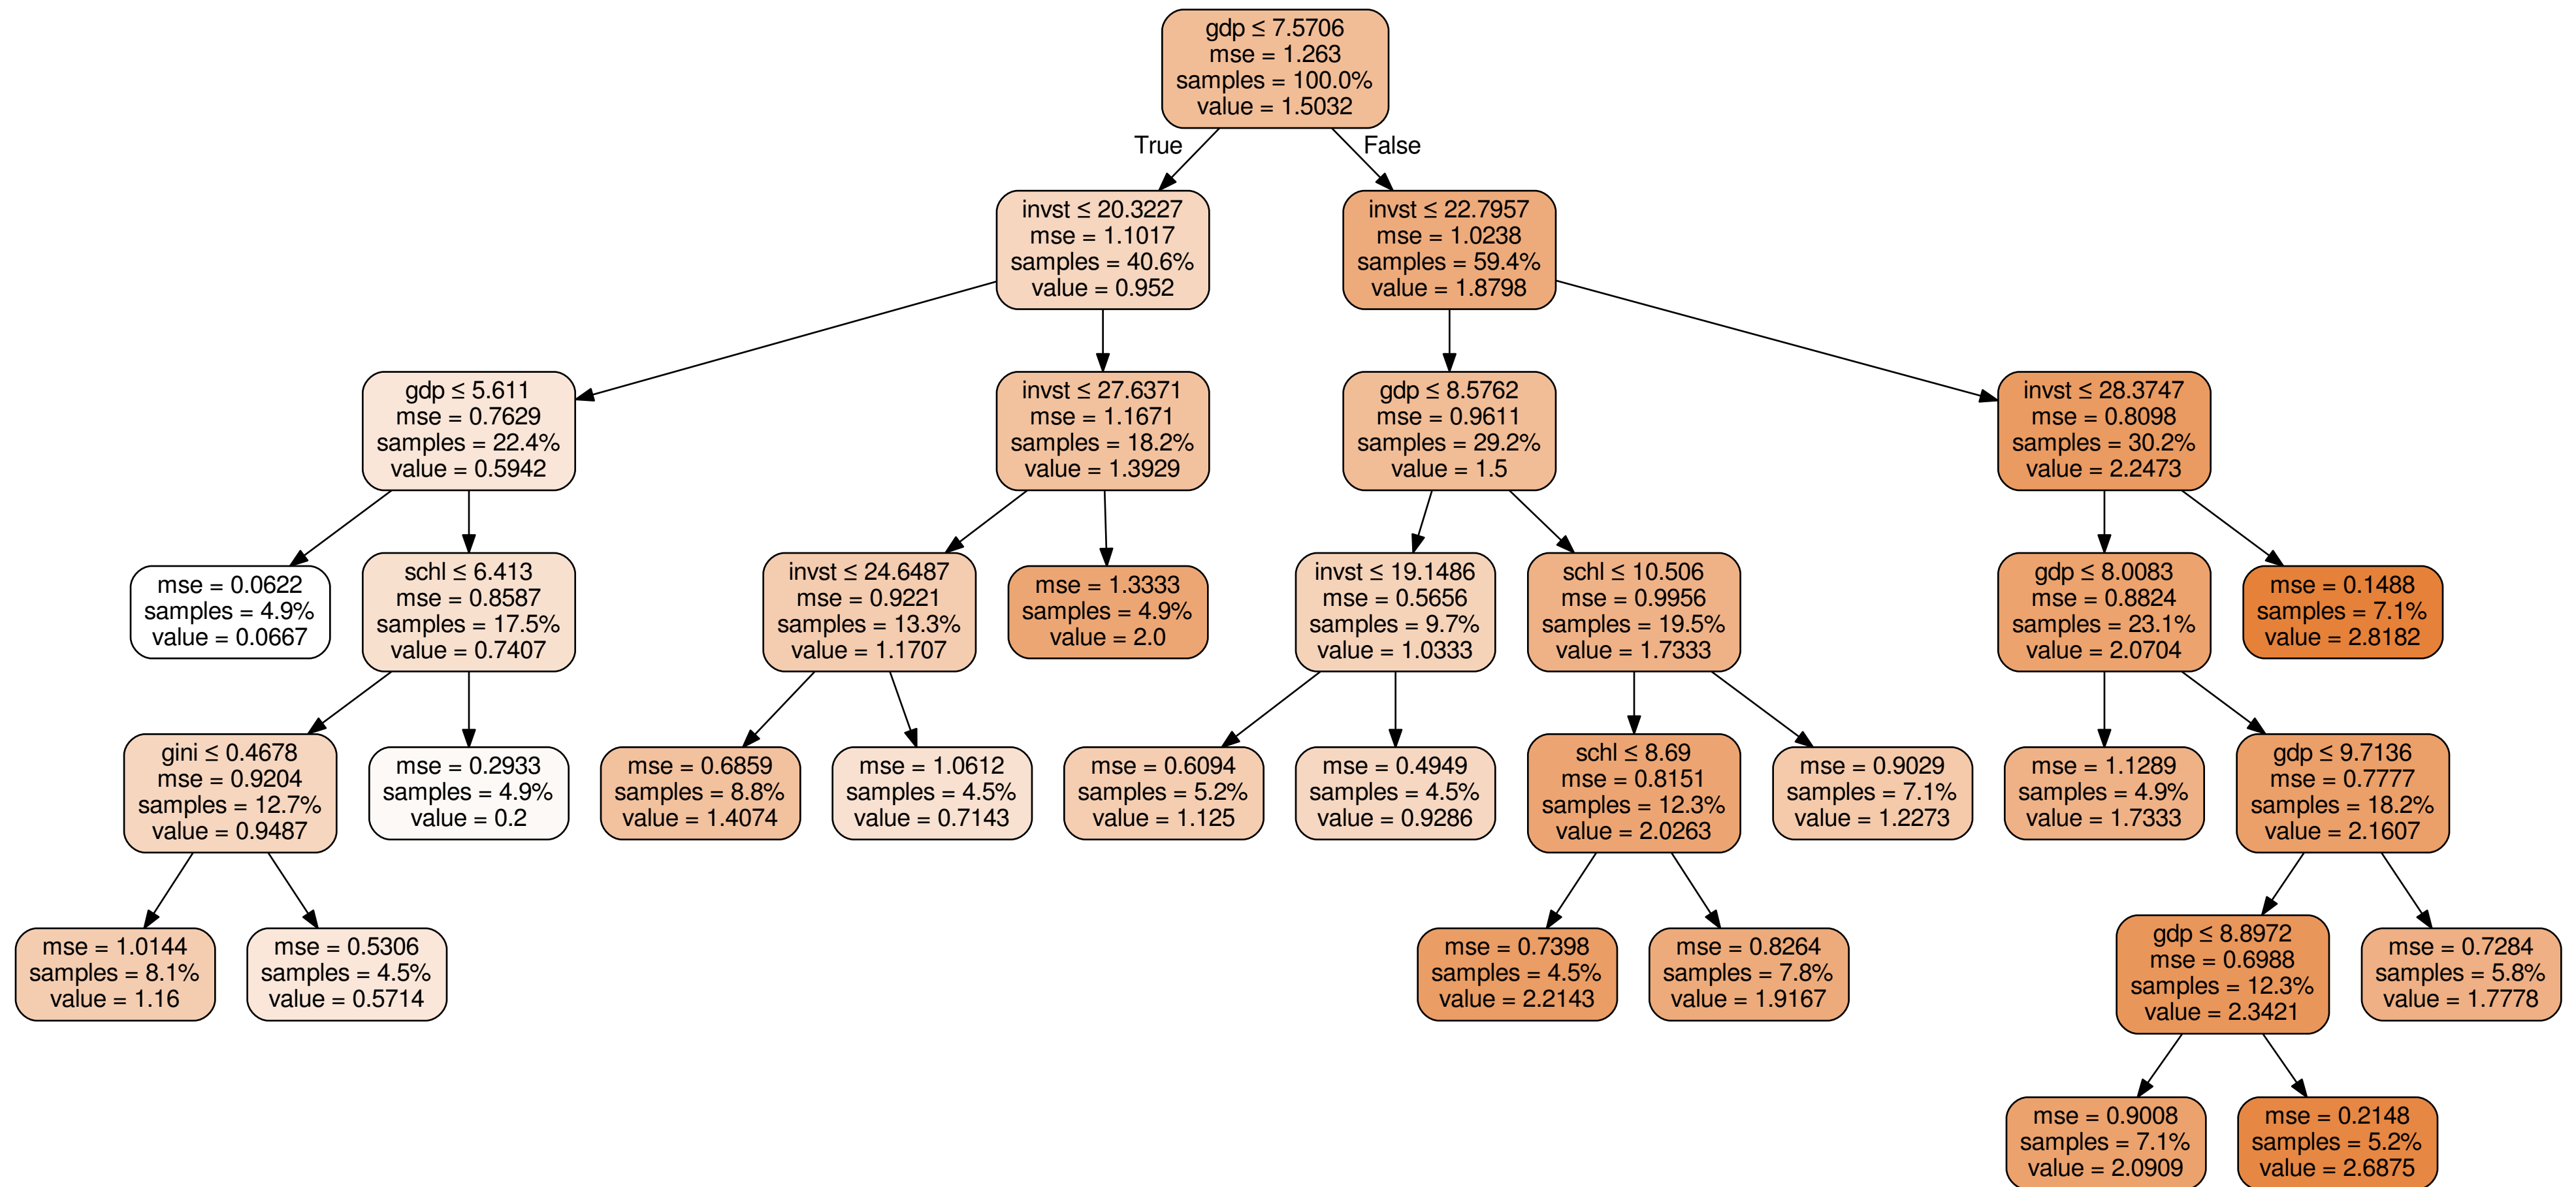 gdp ≤ 7.5706
mse = 1.263
samples = 100.0%
value = 1.5032
True
False
invst ≤ 20.3227
mse = 1.1017
samples = 40.6%
value = 0.952
invst ≤ 22.7957
mse = 1.0238
samples = 59.4%
value = 1.8798
gdp ≤ 5.611
mse = 0.7629
samples = 22.4%
value = 0.5942
invst ≤ 27.6371
mse = 1.1671
samples = 18.2%
value = 1.3929
gdp ≤ 8.5762
mse = 0.9611
samples = 29.2%
value = 1.5
invst ≤ 28.3747
mse = 0.8098
samples = 30.2%
value = 2.2473
mse = 0.0622
samples = 4.9%
value = 0.0667
schl ≤ 6.413
mse = 0.8587
samples = 17.5%
value = 0.7407
invst ≤ 24.6487
mse = 0.9221
samples = 13.3%
value = 1.1707
mse = 1.3333
samples = 4.9%
value = 2.0
invst ≤ 19.1486
mse = 0.5656
samples = 9.7%
value = 1.0333
schl ≤ 10.506
mse = 0.9956
samples = 19.5%
value = 1.7333
gdp ≤ 8.0083
mse = 0.8824
samples = 23.1%
value = 2.0704
mse = 0.1488
samples = 7.1%
value = 2.8182
gini ≤ 0.4678
mse = 0.9204
samples = 12.7%
value = 0.9487
mse = 0.2933
samples = 4.9%
value = 0.2
mse = 0.6859
samples = 8.8%
value = 1.4074
mse = 1.0612
samples = 4.5%
value = 0.7143
mse = 0.6094
samples = 5.2%
value = 1.125
mse = 0.4949
samples = 4.5%
value = 0.9286
schl ≤ 8.69
mse = 0.8151
samples = 12.3%
value = 2.0263
mse = 0.9029
samples = 7.1%
value = 1.2273
mse = 1.1289
samples = 4.9%
value = 1.7333
gdp ≤ 9.7136
mse = 0.7777
samples = 18.2%
value = 2.1607
mse = 1.0144
samples = 8.1%
value = 1.16
mse = 0.5306
samples = 4.5%
value = 0.5714
mse = 0.7398
samples = 4.5%
value = 2.2143
mse = 0.8264
samples = 7.8%
value = 1.9167
gdp ≤ 8.8972
mse = 0.6988
samples = 12.3%
value = 2.3421
mse = 0.7284
samples = 5.8%
value = 1.7778
mse = 0.9008
samples = 7.1%
value = 2.0909
mse = 0.2148
samples = 5.2%
value = 2.6875